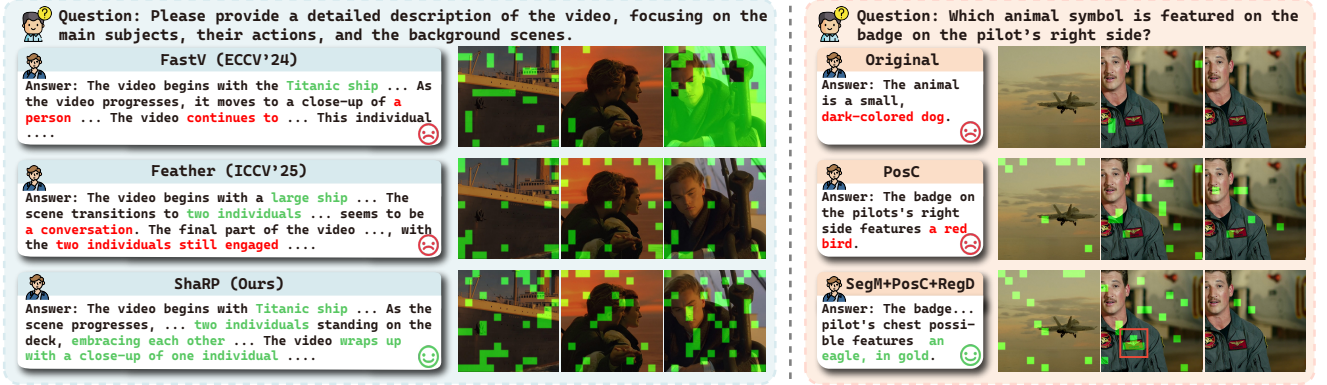 Question: Please provide a detailed description of the video, focusing on the
main subjects, their actions, and the background scenes.
FastV (ECCV'24)
Answer: The video begins with the Titanic ship ... As
the video progresses, it moves to a close-up of a
person ... The video continues to ... This individual
....
Feather (ICCV'25)
Answer: The video begins with a large ship ... The
scene transitions to two individuals ... seems to be
a conversation. The final part of the video ..., with
the two individuals still engaged ....
ShaRP (Ours)
Answer: The video begins with Titanic ship ... As the
scene progresses, ... two individuals standing on the
deck, embracing each other ... The video wraps up
with a close-up of one individual ....
Question: Which animal symbol is featured on the
badge on the pilot's right side?
Original
Answer: The animal
is a small,
dark-colored dog.
PosC
Answer: The badge on
the pilots's right
side features a red
bird.
SegM+PosC+RegD
Answer: The badge...
pilot's chest possi-
ble features an
eagle, in gold.